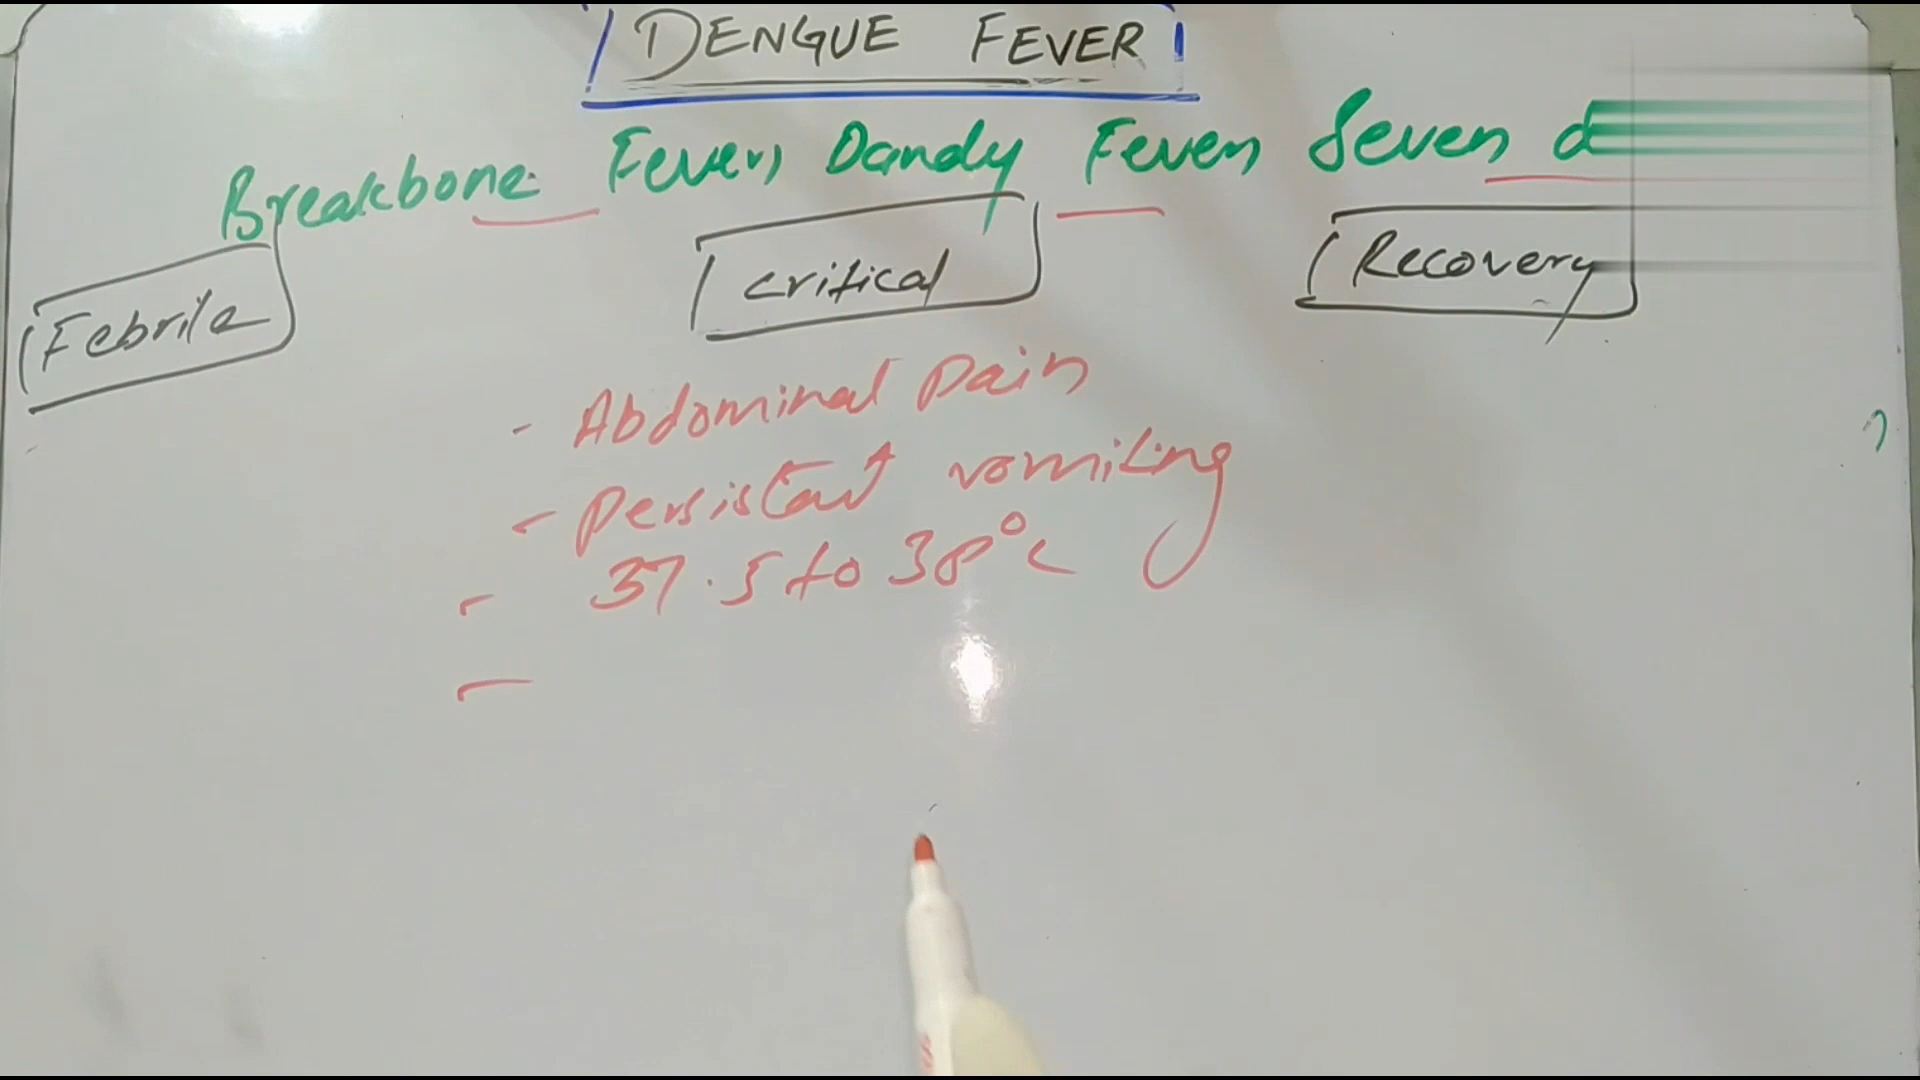 DENGUE FEVER
Breakbone Fever, Dandy Fever, Seven d
Febrile
critical
Recovery
- Abdominal pain
- Persistant vomiting
- 37.5 to 38°c
-